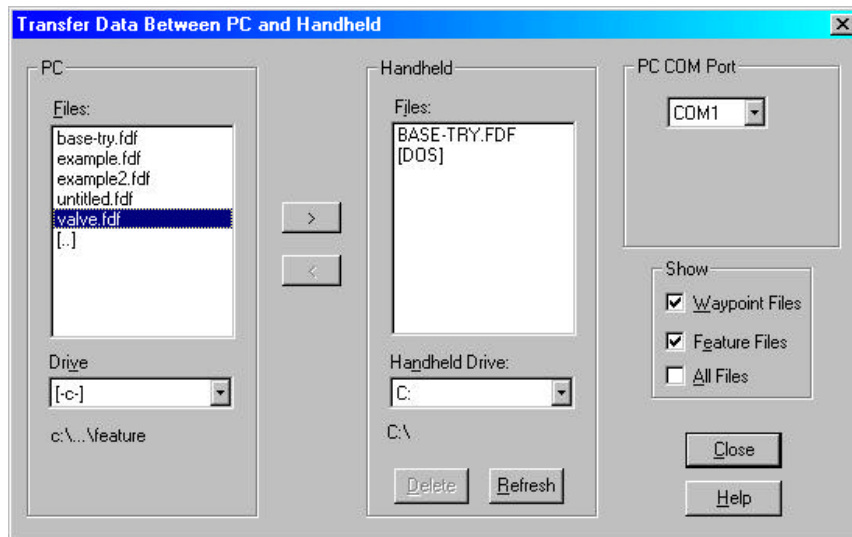 Transfer Data Between PC and Handheld
PC
Files:
base-try.fdf
example.fdf
example2.fdf
untitled.fdf
valve.fdf
[..]
Drive
[-c-]
c:\...\feature
>
<
Handheld
Files:
BASE-TRY.FDF
[DOS]
Handheld Drive:
C:
C:\
Delete
Refresh
PC COM Port
COM1
Show
Waypoint Files
Feature Files
All Files
Close
Help